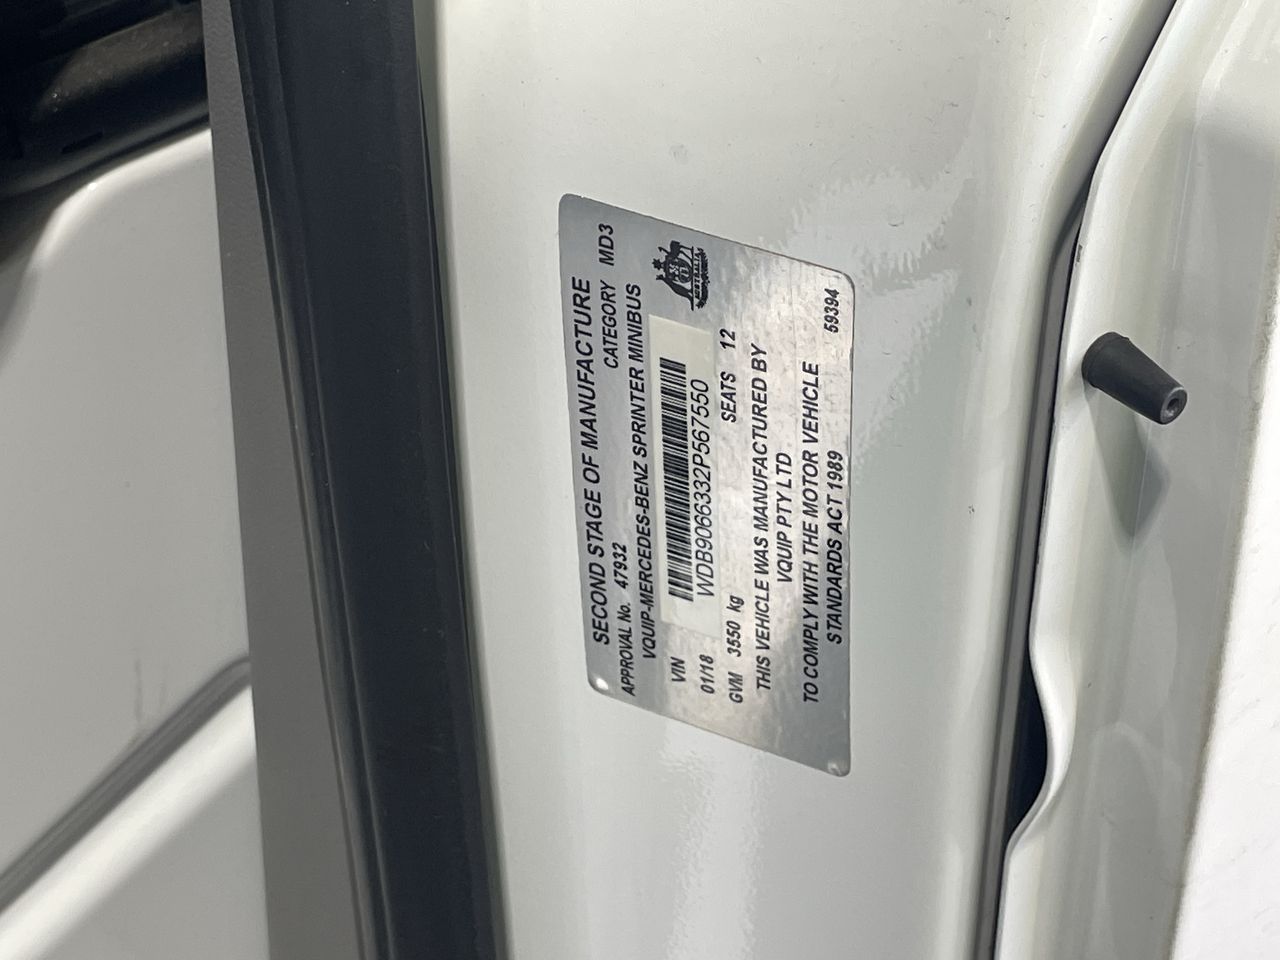 SECOND STAGE OF MANUFACTURE
APPROVAL No. 47932 CATEGORY MD3
VQUIP-MERCEDES-BENZ SPRINTER MINIBUS
AUSTRALIA
VIN
WDB9066332P567550
01/18 SEATS 12
GVM 3550 kg
THIS VEHICLE WAS MANUFACTURED BY
VQUIP PTY LTD
TO COMPLY WITH THE MOTOR VEHICLE
STANDARDS ACT 1989 59394